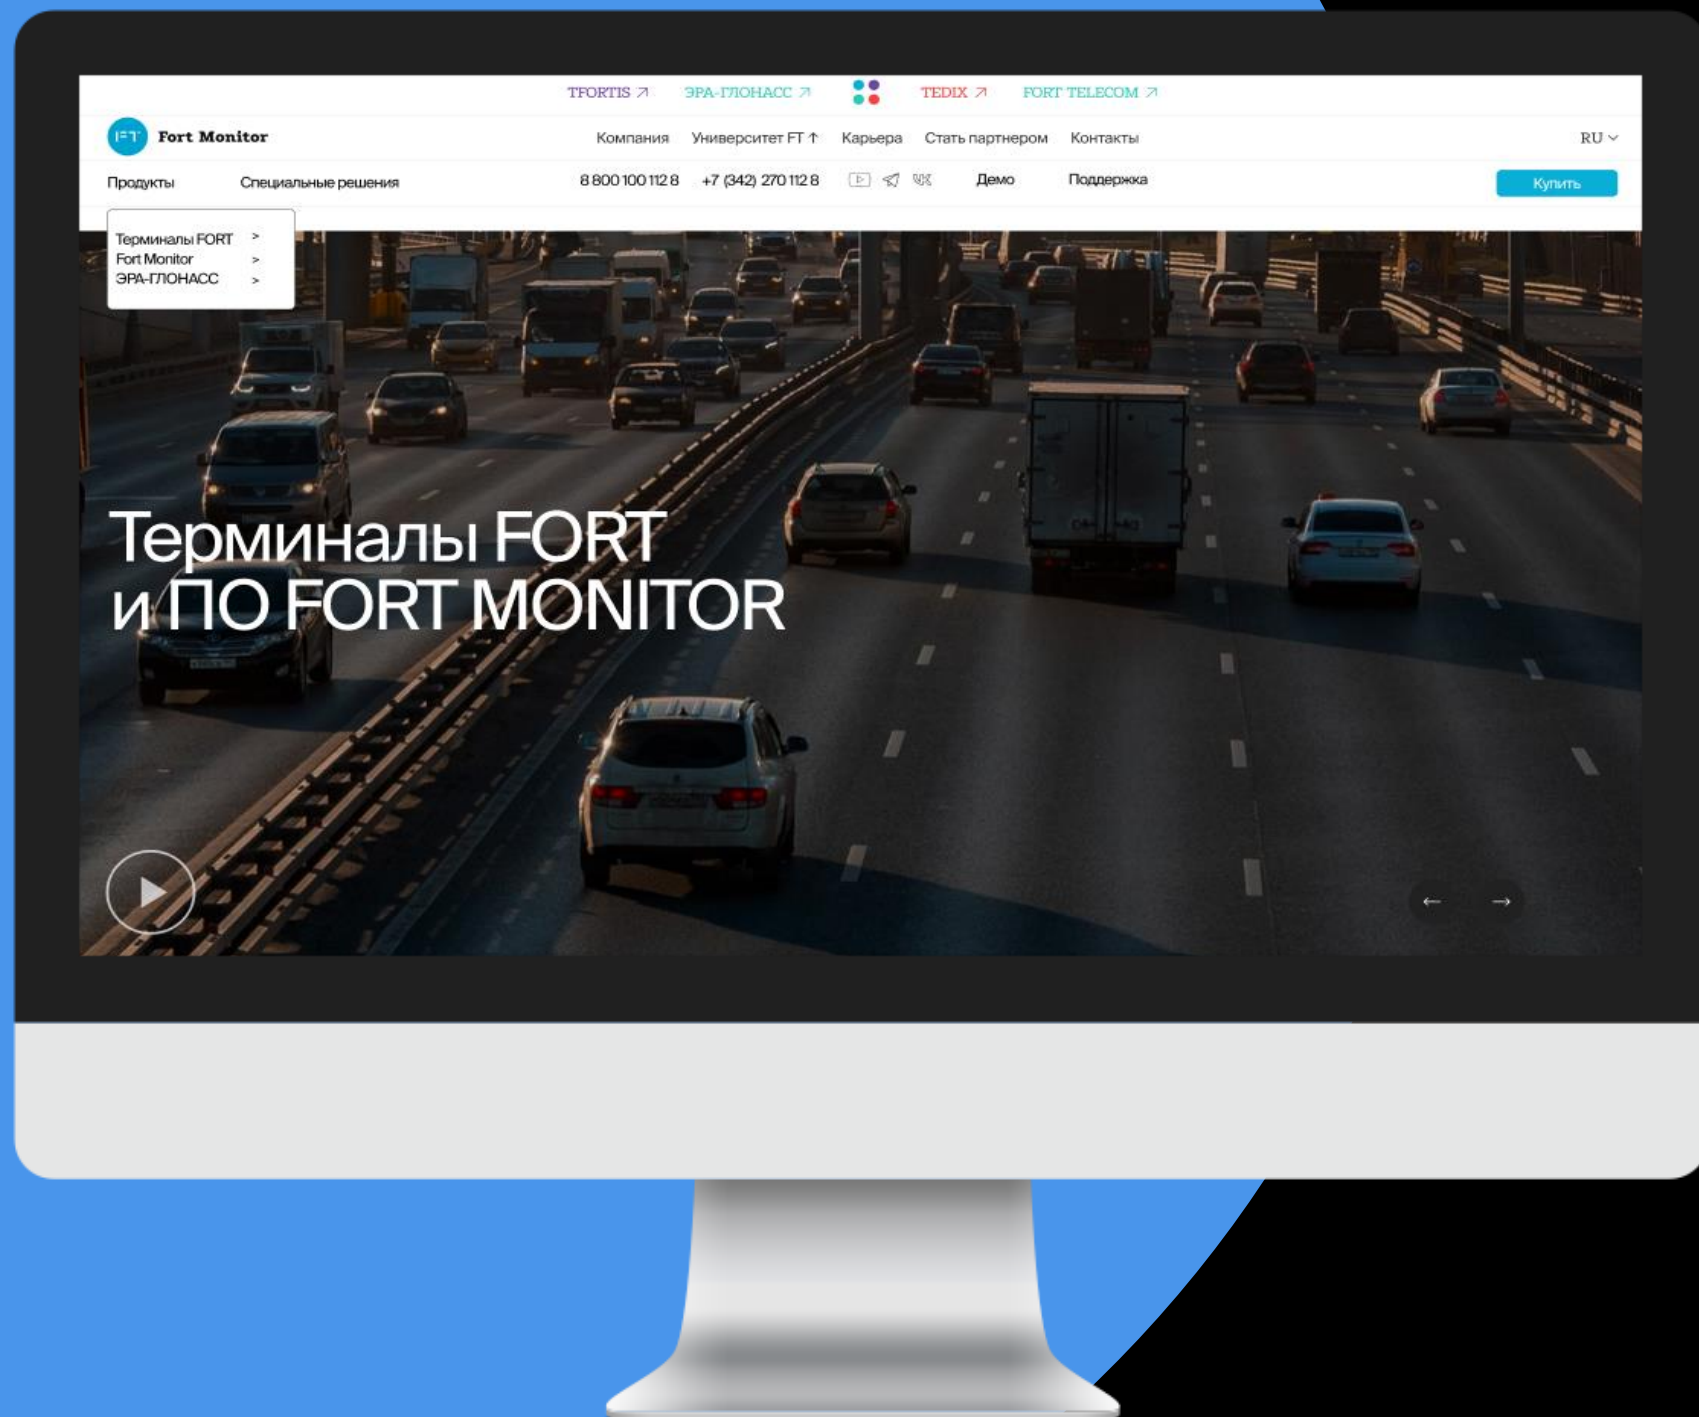 TFORTIS ↗ ЭРА-ГЛОНАСС ↗ TEDIX ↗ FORT TELECOM ↗
FT Fort Monitor Компания Университет FT ↑ Карьера Стать партнером Контакты RU
Продукты Специальные решения 8 800 100 112 8 +7 (342) 270 112 8 Демо Поддержка Купить
Терминалы FORT >
Fort Monitor >
ЭРА-ГЛОНАСС >
Терминалы FORT
и ПО FORT MONITOR
← →